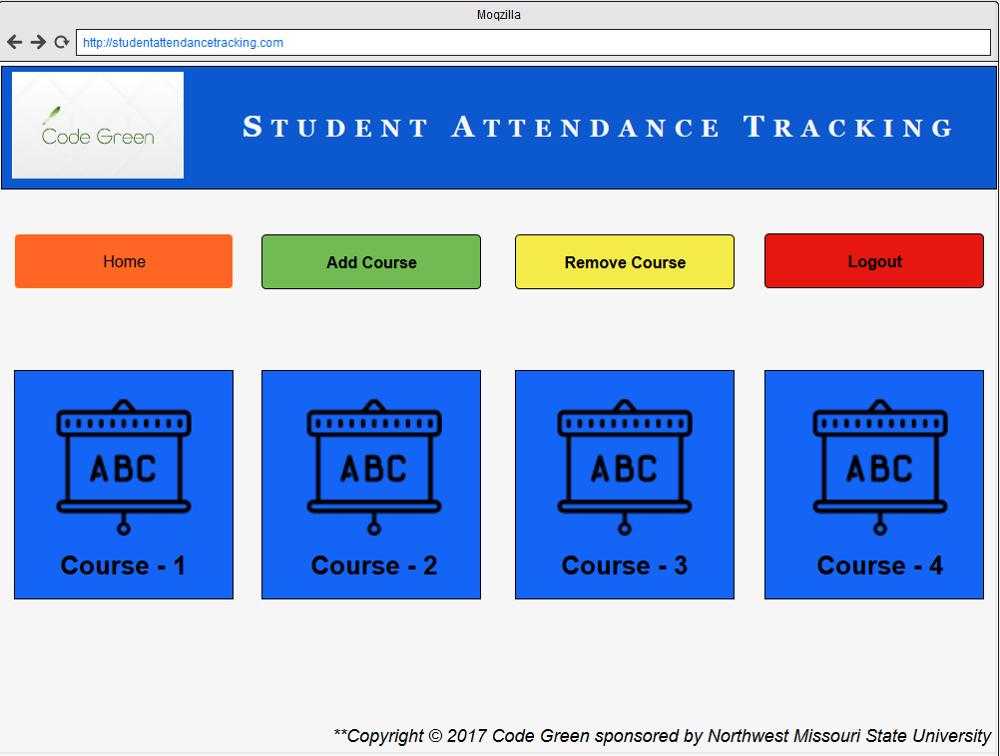 Moqzilla
http://studentattendancetracking.com
Code Green
STUDENT ATTENDANCE TRACKING
Home
Add Course
Remove Course
Logout
ABC
ABC
ABC
ABC
Course - 1
Course - 2
Course - 3
Course - 4
**Copyright © 2017 Code Green sponsored by Northwest Missouri State University